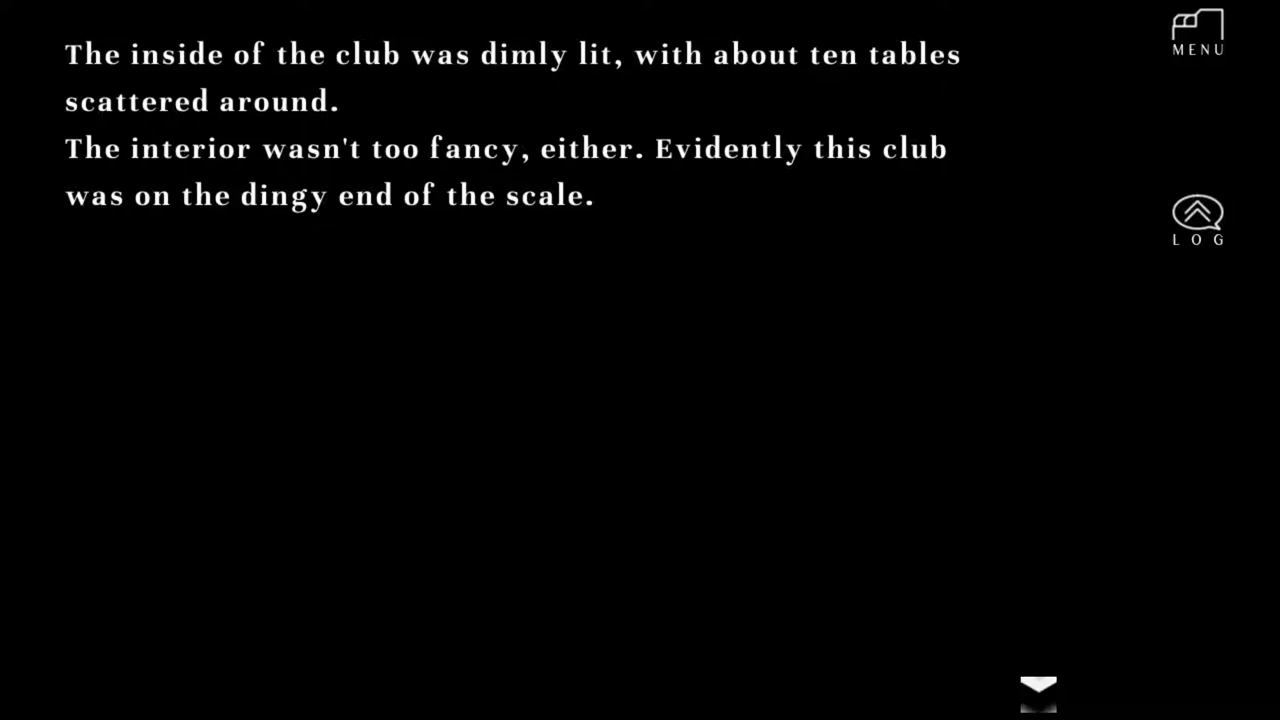 The inside of the club was dimly lit, with about ten tables
scattered around.
The interior wasn't too fancy, either. Evidently this club
was on the dingy end of the scale.
MENU
LOG